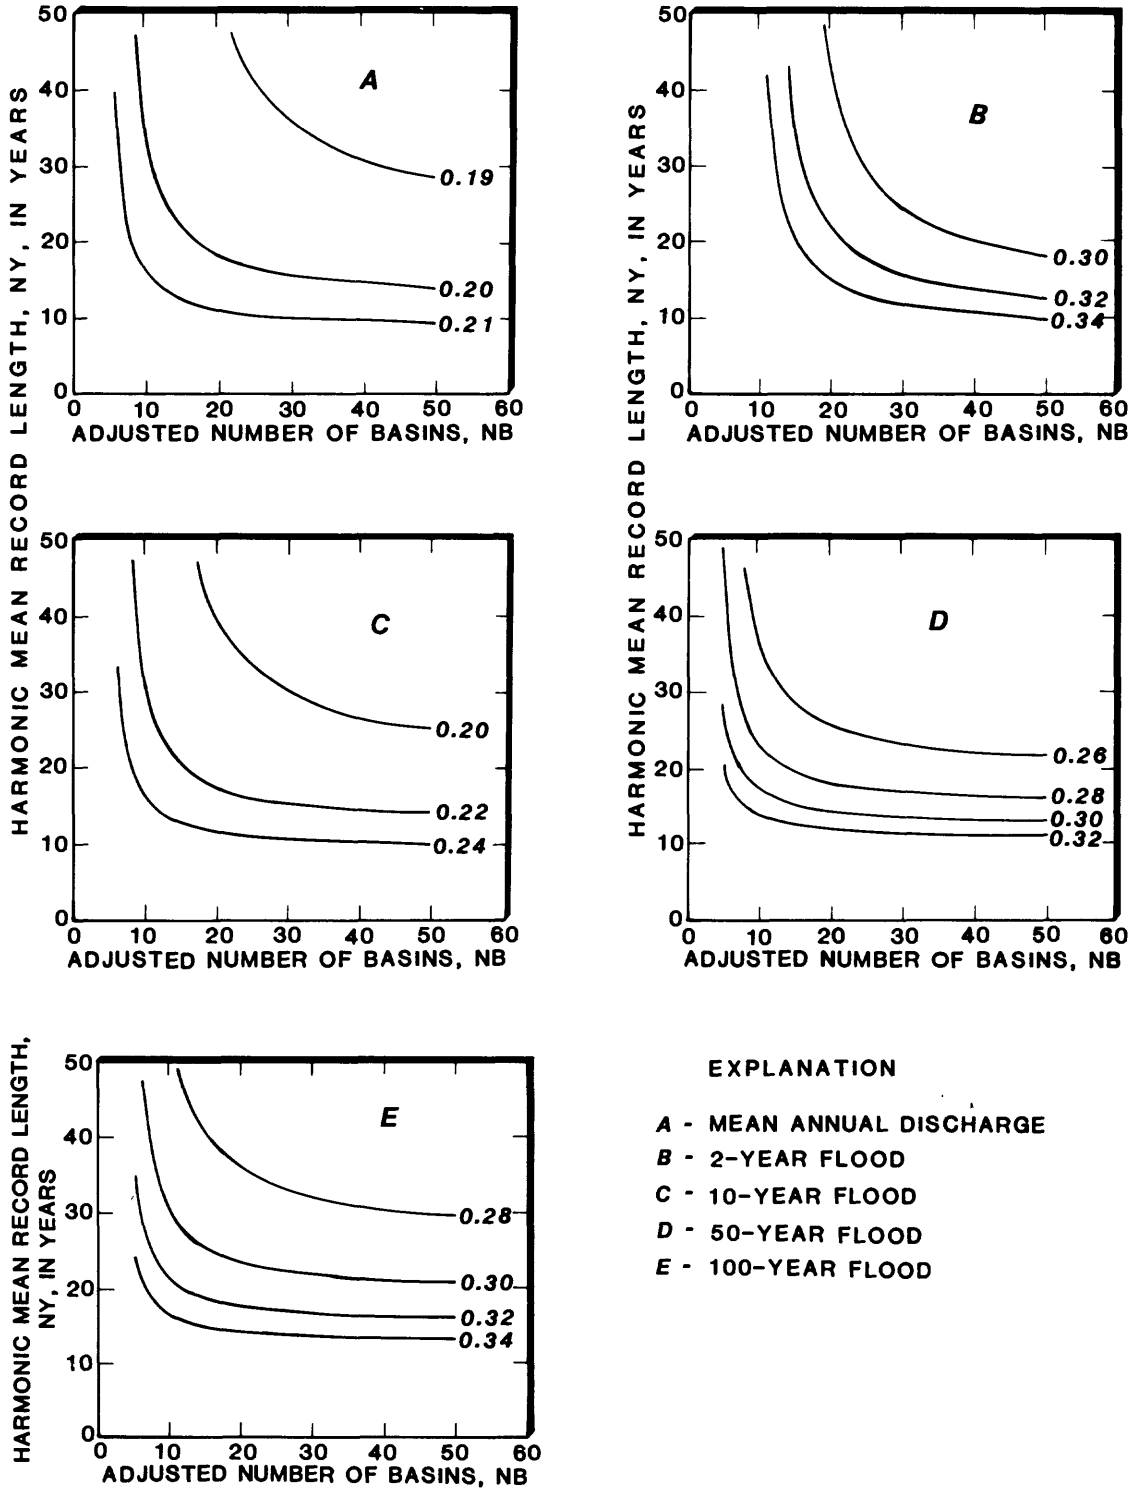 HARMONIC MEAN RECORD LENGTH, NY, IN YEARS
50
40
30
20
10
0
A
0.19
0.20
0.21
0 10 20 30 40 50 60
ADJUSTED NUMBER OF BASINS, NB
HARMONIC MEAN RECORD LENGTH, NY, IN YEARS
50
40
30
20
10
0
B
0.30
0.32
0.34
0 10 20 30 40 50 60
ADJUSTED NUMBER OF BASINS, NB
50
40
30
20
10
0
C
0.20
0.22
0.24
0 10 20 30 40 50 60
ADJUSTED NUMBER OF BASINS, NB
50
40
30
20
10
0
D
0.26
0.28
0.30
0.32
0 10 20 30 40 50 60
ADJUSTED NUMBER OF BASINS, NB
HARMONIC MEAN RECORD LENGTH,
NY, IN YEARS
50
40
30
20
10
0
E
0.28
0.30
0.32
0.34
0 10 20 30 40 50 60
ADJUSTED NUMBER OF BASINS, NB
EXPLANATION
A - MEAN ANNUAL DISCHARGE
B - 2-YEAR FLOOD
C - 10-YEAR FLOOD
D - 50-YEAR FLOOD
E - 100-YEAR FLOOD